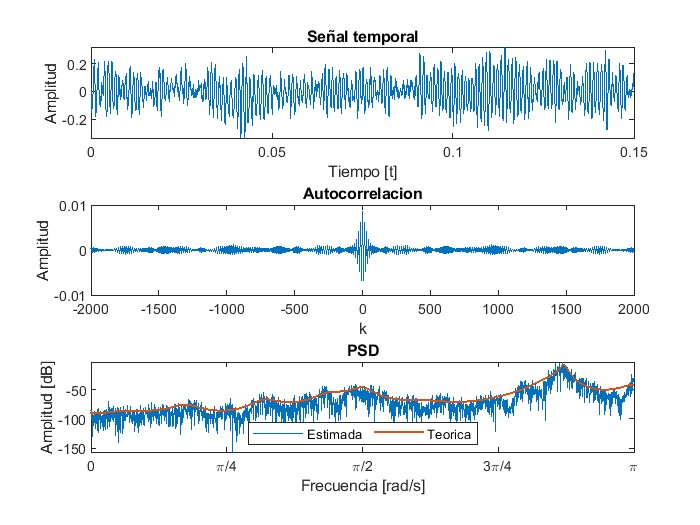 Señal temporal
Amplitud
0.2
0
-0.2
0 0.05 0.1 0.15
Tiempo [t]
Autocorrelacion
Amplitud
0.01
0
-0.01
-2000 -1500 -1000 -500 0 500 1000 1500 2000
k
PSD
Amplitud [dB]
-50
-100
-150
Estimada Teorica
0 π/4 π/2 3π/4 π
Frecuencia [rad/s]